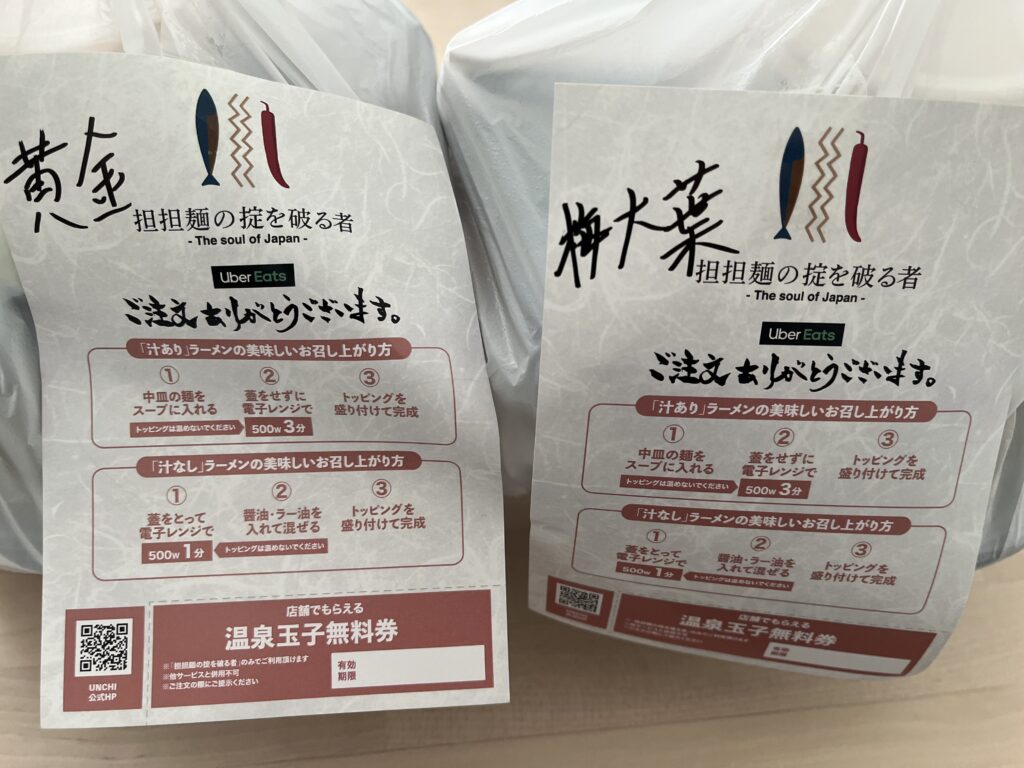 黄金
担担麺の掟を破る者
- The soul of Japan -
Uber Eats
ご注文ありがとうございます。
「汁あり」ラーメンの美味しいお召し上がり方
① ② ③
中皿の麺を
スープに入れる
蓋をせずに
電子レンジで
トッピングを
盛り付けて完成
トッピングは温めないでください
500w 3分
「汁なし」ラーメンの美味しいお召し上がり方
① ② ③
蓋をとって
電子レンジで
醤油・ラー油を
入れて混ぜる
トッピングを
盛り付けて完成
500w 1分
トッピングは温めないでください
店舗でもらえる
温泉玉子無料券
※「担担麺の掟を破る者」のみでご利用頂けます
※他サービスと併用不可
※ご注文の際にご提示ください
有効
期限
UNCHI
公式HP
梅大葉
担担麺の掟を破る者
- The soul of Japan -
Uber Eats
ご注文ありがとうございます。
「汁あり」ラーメンの美味しいお召し上がり方
① ② ③
中皿の麺を
スープに入れる
蓋をせずに
電子レンジで
トッピングを
盛り付けて完成
トッピングは温めないでください
500w 3分
「汁なし」ラーメンの美味しいお召し上がり方
① ② ③
蓋をとって
電子レンジで
醤油・ラー油を
入れて混ぜる
トッピングを
盛り付けて完成
500w 1分
トッピングは温めないでください
店舗でもらえる
温泉玉子無料券
有効
期限